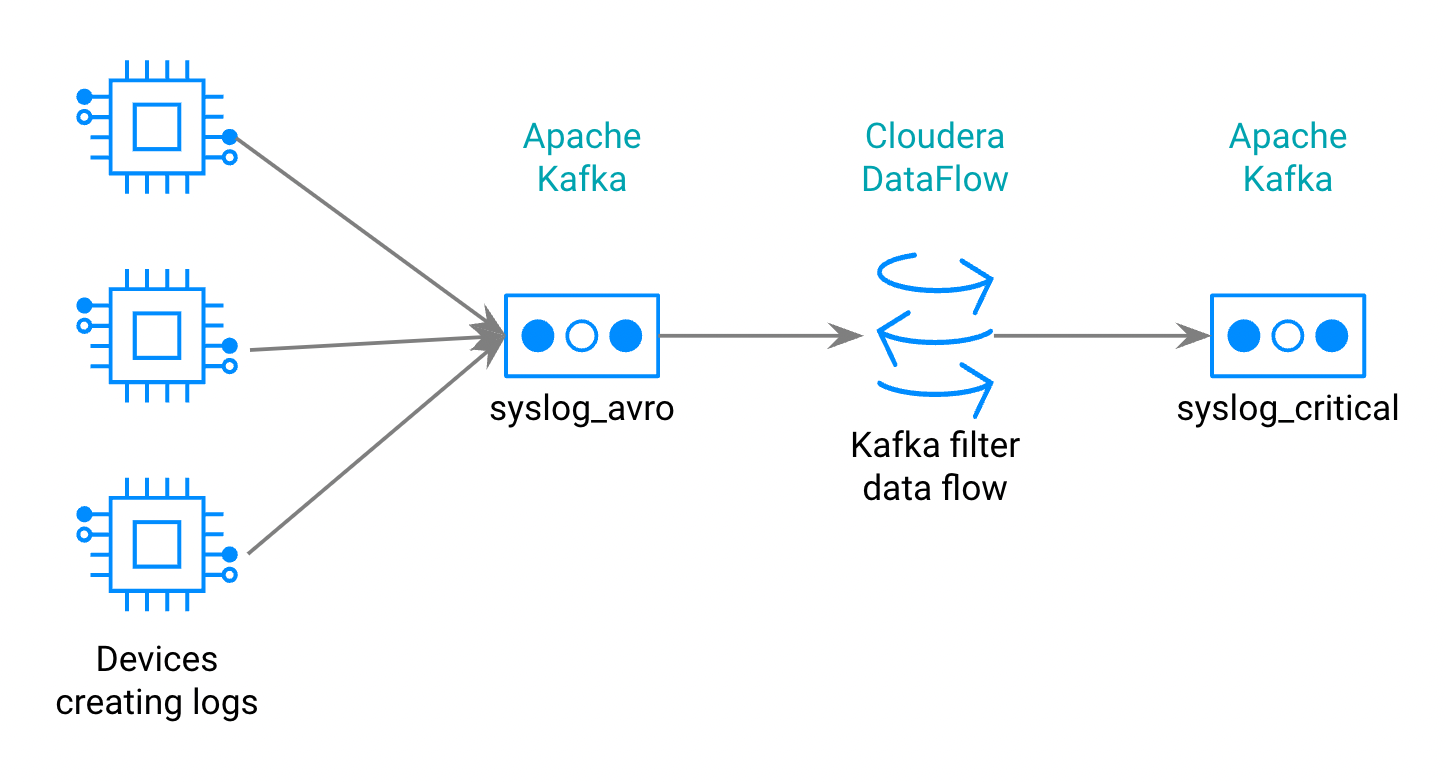 Apache
Kafka
Cloudera
DataFlow
Apache
Kafka
syslog_avro
syslog_critical
Kafka filter
data flow
Devices
creating logs